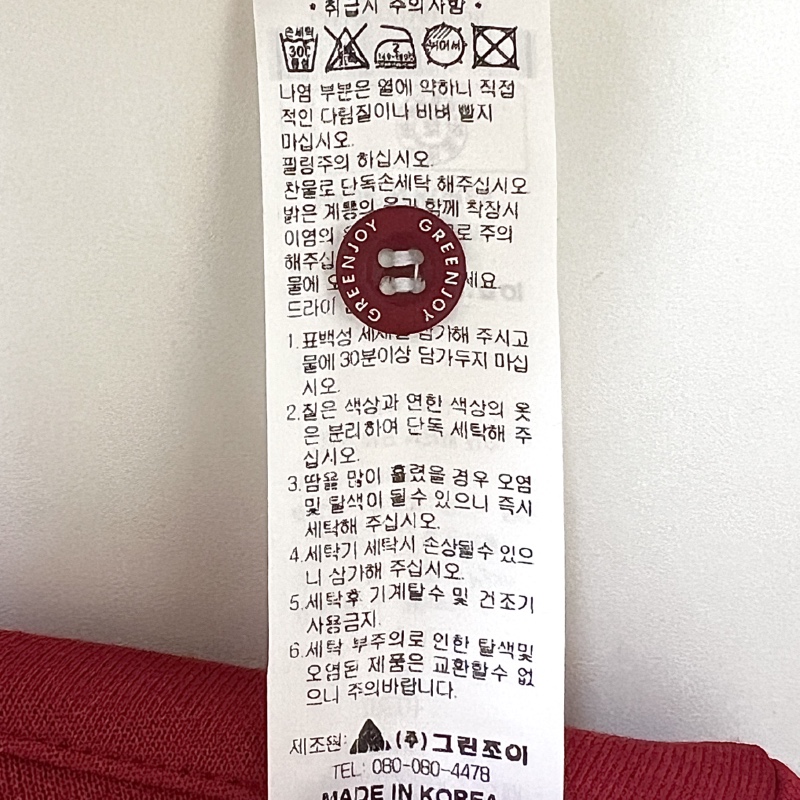 • 취급시 주의사항 •
손세탁
30℃
중성
2
비비써
나염 부분은 열에 약하니 직접
적인 다림질이나 비벼 빨지
마십시오.
필링주의 하십시오.
찬물로 단독손세탁 해주십시오
밝은 계통의 옷과 함께 착장시
이염의 주의
해주십
물에 세요.
드라이
GREENJOY GREENJOY
1.표백성 세제를 삼가해 주시고
물에 30분이상 담가두지 마십
시오.
2.짙은 색상과 연한 색상의 옷
은 분리하여 단독 세탁해 주
십시오.
3.땀을 많이 흘렸을 경우 오염
및 탈색이 될수 있으니 즉시
세탁해 주십시오.
4.세탁기 세탁시 손상될수 있으
니 삼가해 주십시오.
5.세탁후 기계탈수 및 건조기
사용금지.
6.세탁 부주의로 인한 탈색및
오염된 제품은 교환할수 없
으니 주의바랍니다.
제조원: (주)그린조이
TEL: 080-080-4478
MADE IN KOREA